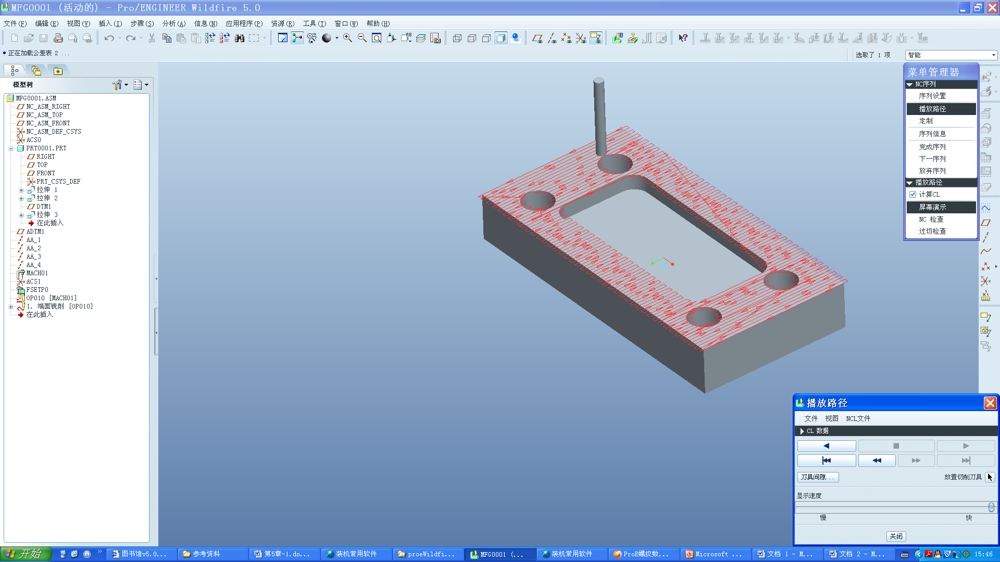 MFG0001 (活动的) - Pro/ENGINEER Wildfire 5.0
文件(F) 编辑(E) 视图(V) 插入(I) 步骤(S) 分析(A) 信息(N) 应用程序(P) 资源(R) 工具(T) 窗口(W) 帮助(H)
正在加载公差表 2 ...
选取了 1 项
智能
模型树
MFG0001.ASM
NC_ASM_RIGHT
NC_ASM_TOP
NC_ASM_FRONT
NC_ASM_DEF_CSYS
ACS0
PRT0001.PRT
RIGHT
TOP
FRONT
PRT_CSYS_DEF
拉伸 1
拉伸 2
DTM1
拉伸 3
在此插入
ADTM1
AA_1
AA_2
AA_3
AA_4
MACH01
ACS1
FSETP0
OP010 [MACH01]
1. 端面铣削 [OP010]
在此插入
菜单管理器
NC序列
序列设置
播放路径
定制
序列信息
完成序列
下一序列
放弃序列
播放路径
计算CL
屏幕演示
NC 检查
过切检查
播放路径
文件 视图 NCL文件
CL 数据
刀具间隙...
放置切削刀具
显示速度
慢 快
关闭
开始
图书馆v5.0...
参考资料
第5章-1.do...
装机常用软件
proeWildfi...
MFG0001 (...
装机常用软件
ProE螺纹数...
Microsoft ...
文档 1 - M...
文档 2 - M...
15:46